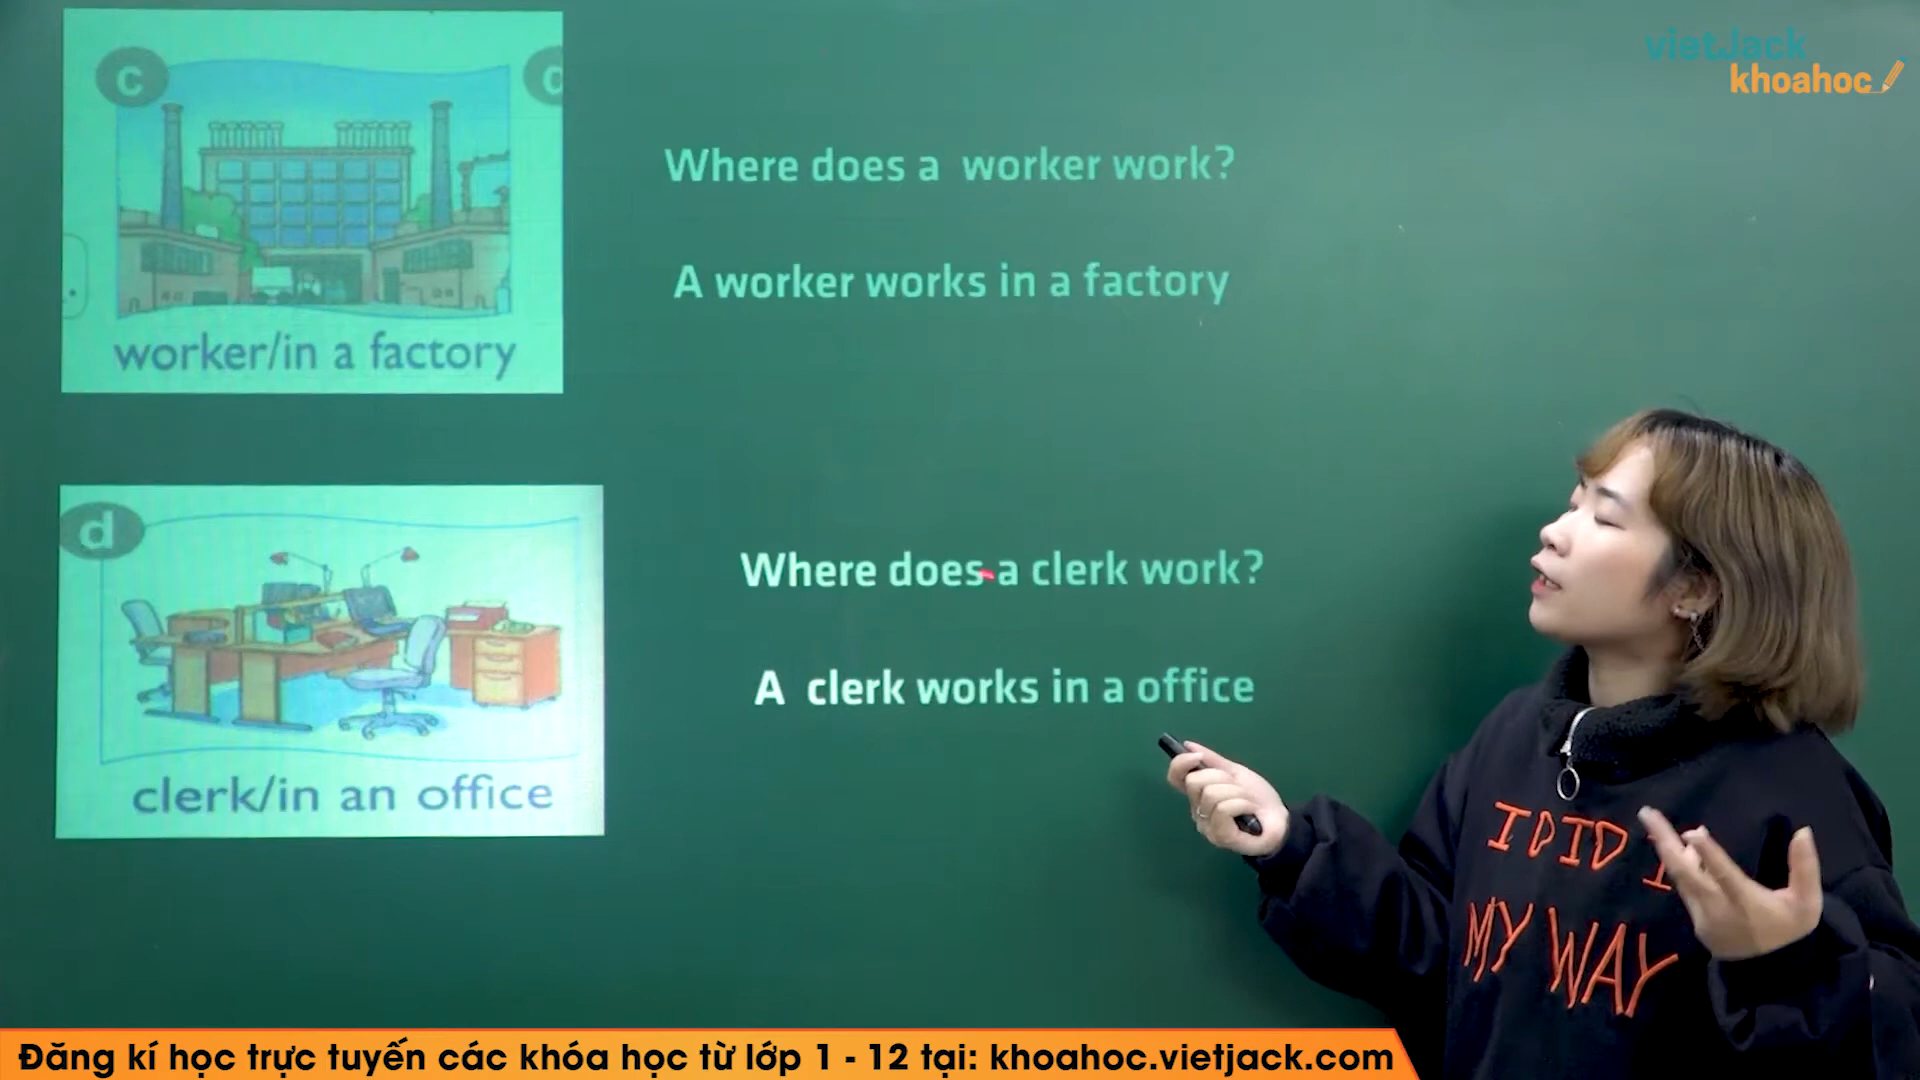 c
worker/in a factory
Where does a worker work?
A worker works in a factory
d
clerk/in an office
Where does a clerk work?
A clerk works in a office
vietJack
khoahoc
I DID I
MY WAY
Đăng kí học trực tuyến các khóa học từ lớp 1 - 12 tại: khoahoc.vietjack.com